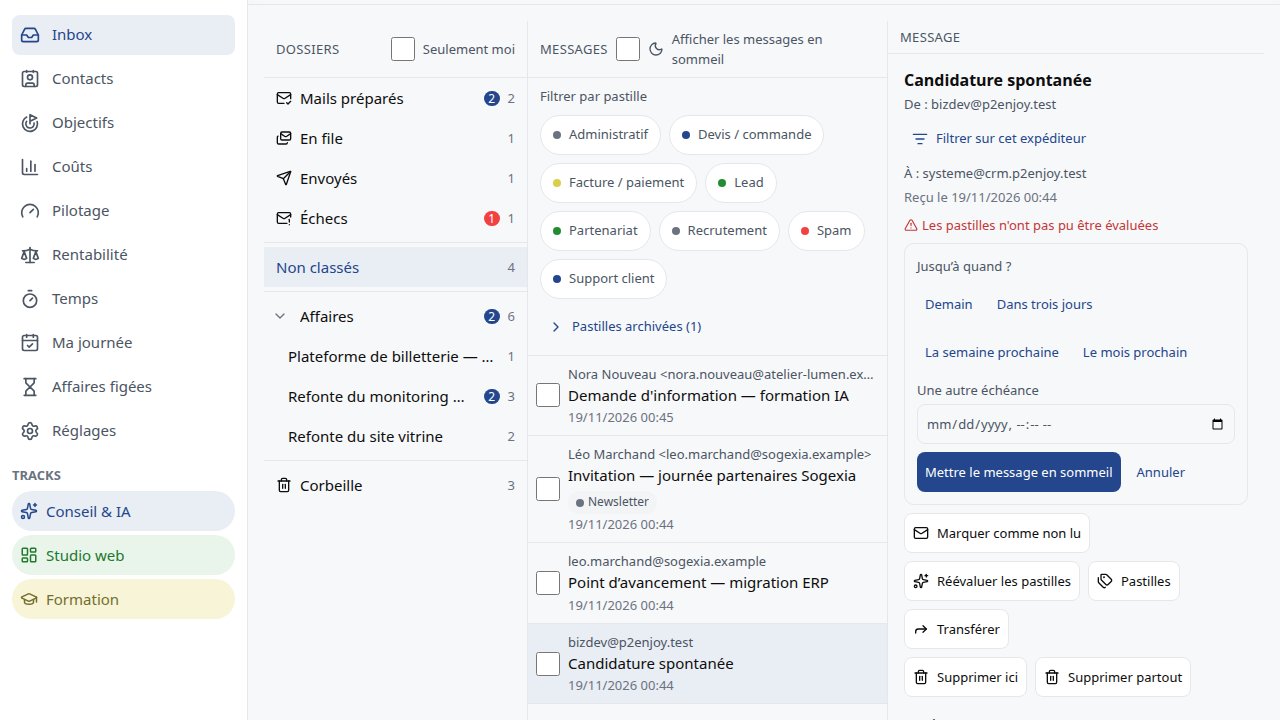 Inbox
Contacts
Objectifs
Coûts
Pilotage
Rentabilité
Temps
Ma journée
Affaires figées
Réglages
TRACKS
Conseil & IA
Studio web
Formation
DOSSIERS
Seulement moi
Mails préparés 2 2
En file 1
Envoyés 1
Échecs 1 1
Non classés 4
Affaires 2 6
Plateforme de billetterie — ... 1
Refonte du monitoring ... 2 3
Refonte du site vitrine 2
Corbeille 3
MESSAGES
Afficher les messages en
sommeil
Filtrer par pastille
Administratif
Devis / commande
Facture / paiement
Lead
Partenariat
Recrutement
Spam
Support client
Pastilles archivées (1)
Nora Nouveau <nora.nouveau@atelier-lumen.ex...
Demande d'information — formation IA
19/11/2026 00:45
Léo Marchand <leo.marchand@sogexia.example>
Invitation — journée partenaires Sogexia
Newsletter
19/11/2026 00:44
leo.marchand@sogexia.example
Point d’avancement — migration ERP
19/11/2026 00:44
bizdev@p2enjoy.test
Candidature spontanée
19/11/2026 00:44
MESSAGE
Candidature spontanée
De : bizdev@p2enjoy.test
Filtrer sur cet expéditeur
À : systeme@crm.p2enjoy.test
Reçu le 19/11/2026 00:44
Les pastilles n'ont pas pu être évaluées
Jusqu’à quand ?
Demain
Dans trois jours
La semaine prochaine
Le mois prochain
Une autre échéance
mm/dd/yyyy, --:-- --
Mettre le message en sommeil
Annuler
Marquer comme non lu
Réévaluer les pastilles
Pastilles
Transférer
Supprimer ici
Supprimer partout